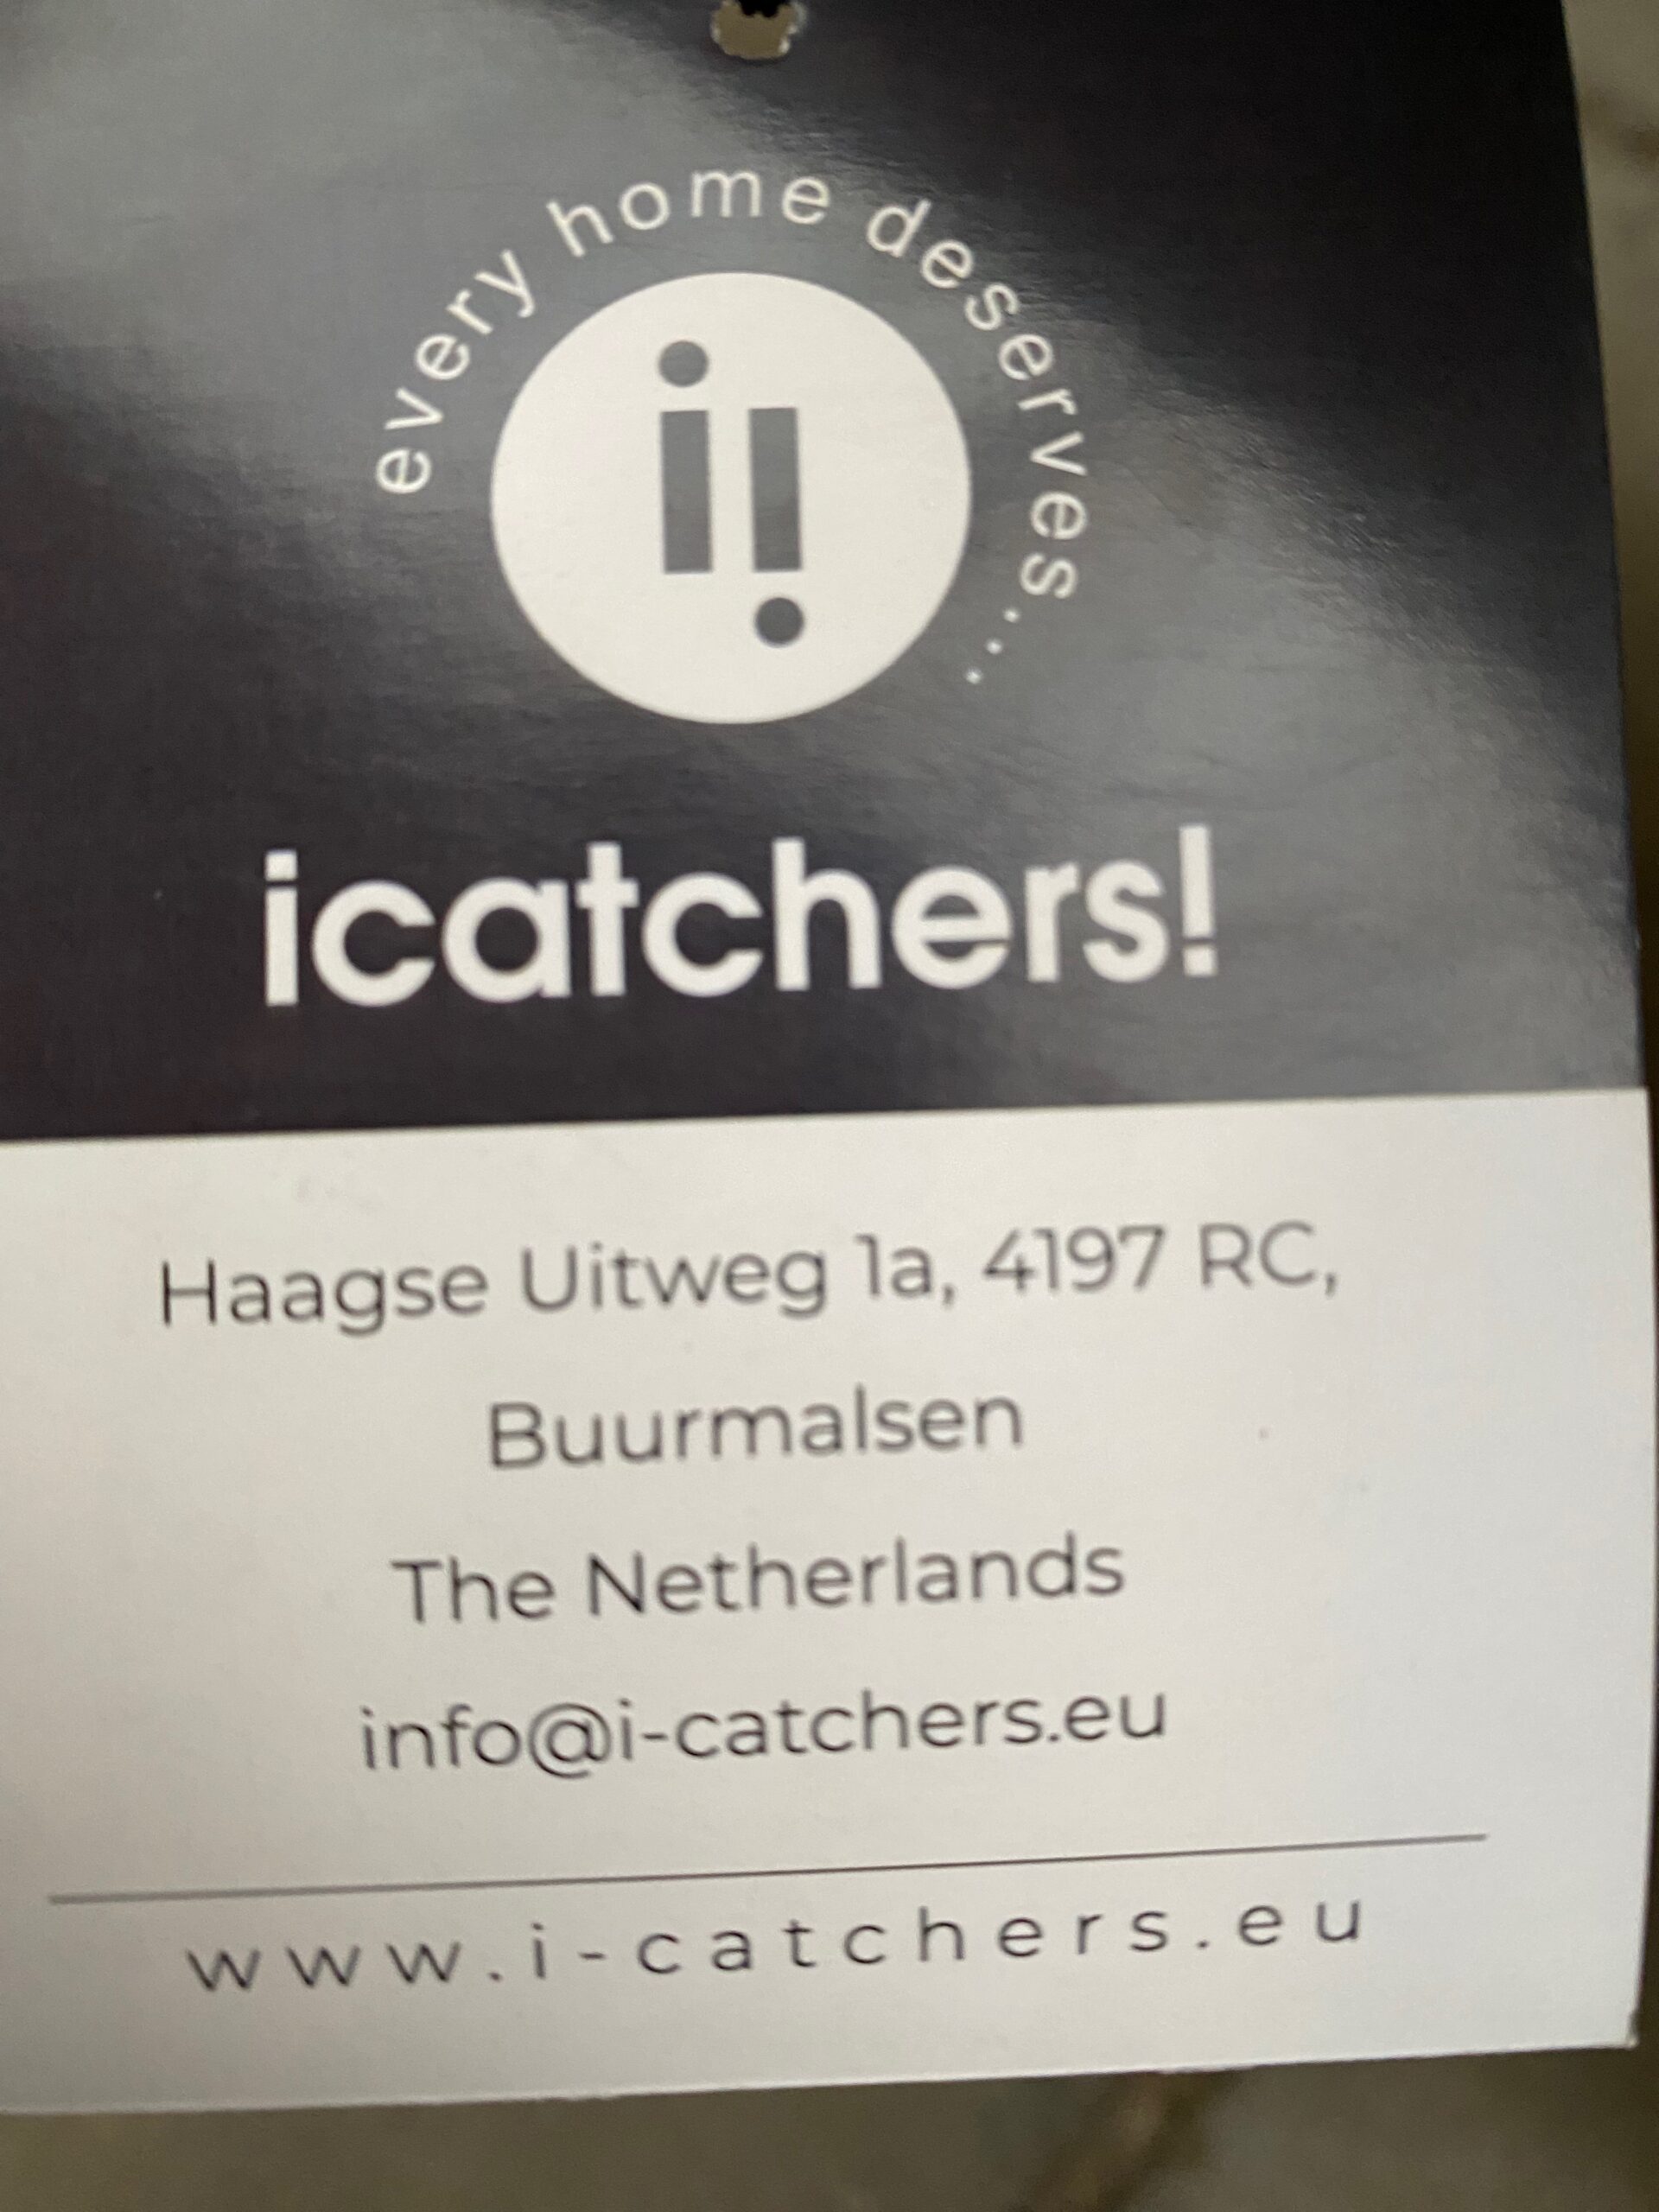 every home deserves...
i!
icatchers!
Haagse Uitweg 1a, 4197 RC,
Buurmalsen
The Netherlands
info@i-catchers.eu
www.i-catchers.eu